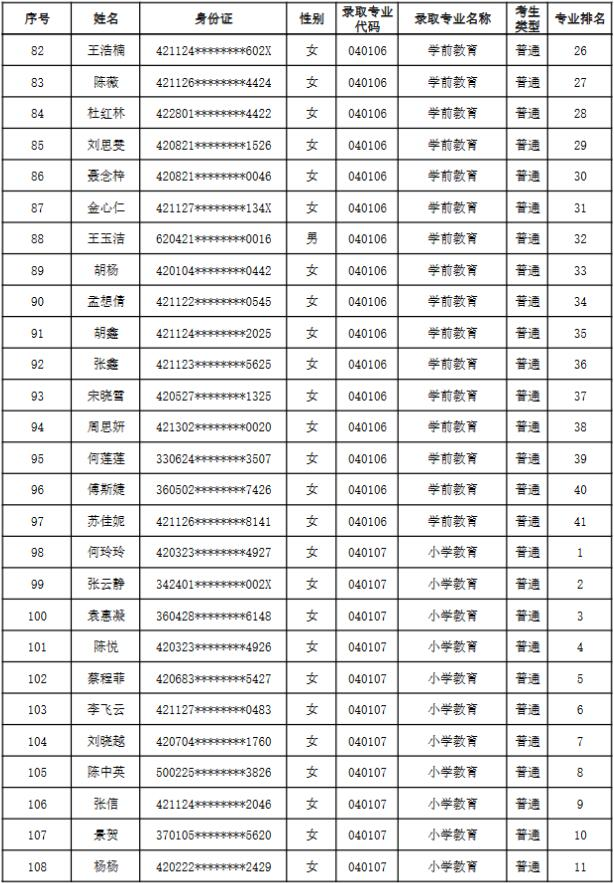 序号 姓名 身份证 性别 录取专业代码 录取专业名称 考生类型 专业排名
82 王浩楠 421124********602X 女 040106 学前教育 普通 26
83 陈薇 421126********4424 女 040106 学前教育 普通 27
84 杜红林 422801********4422 女 040106 学前教育 普通 28
85 刘思雯 420821********1526 女 040106 学前教育 普通 29
86 聂念梓 420821********0046 女 040106 学前教育 普通 30
87 金心仁 421127********134X 女 040106 学前教育 普通 31
88 王玉洁 620421********0016 男 040106 学前教育 普通 32
89 胡杨 420104********0442 女 040106 学前教育 普通 33
90 孟想倩 421122********0545 女 040106 学前教育 普通 34
91 胡鑫 421124********2025 女 040106 学前教育 普通 35
92 张鑫 421123********5625 女 040106 学前教育 普通 36
93 宋晓雪 420527********1325 女 040106 学前教育 普通 37
94 周思妍 421302********0020 女 040106 学前教育 普通 38
95 何莲莲 330624********3507 女 040106 学前教育 普通 39
96 傅斯婕 360502********7426 女 040106 学前教育 普通 40
97 苏佳妮 421126********8141 女 040106 学前教育 普通 41
98 何玲玲 420323********4927 女 040107 小学教育 普通 1
99 张云静 342401********002X 女 040107 小学教育 普通 2
100 袁惠凝 360428********6148 女 040107 小学教育 普通 3
101 陈悦 420323********4926 女 040107 小学教育 普通 4
102 蔡程菲 420683********5427 女 040107 小学教育 普通 5
103 李飞云 421127********0483 女 040107 小学教育 普通 6
104 刘晓越 420704********1760 女 040107 小学教育 普通 7
105 陈中英 500225********3826 女 040107 小学教育 普通 8
106 张信 421124********2046 女 040107 小学教育 普通 9
107 景贺 370105********5620 女 040107 小学教育 普通 10
108 杨杨 420222********2429 女 040107 小学教育 普通 11